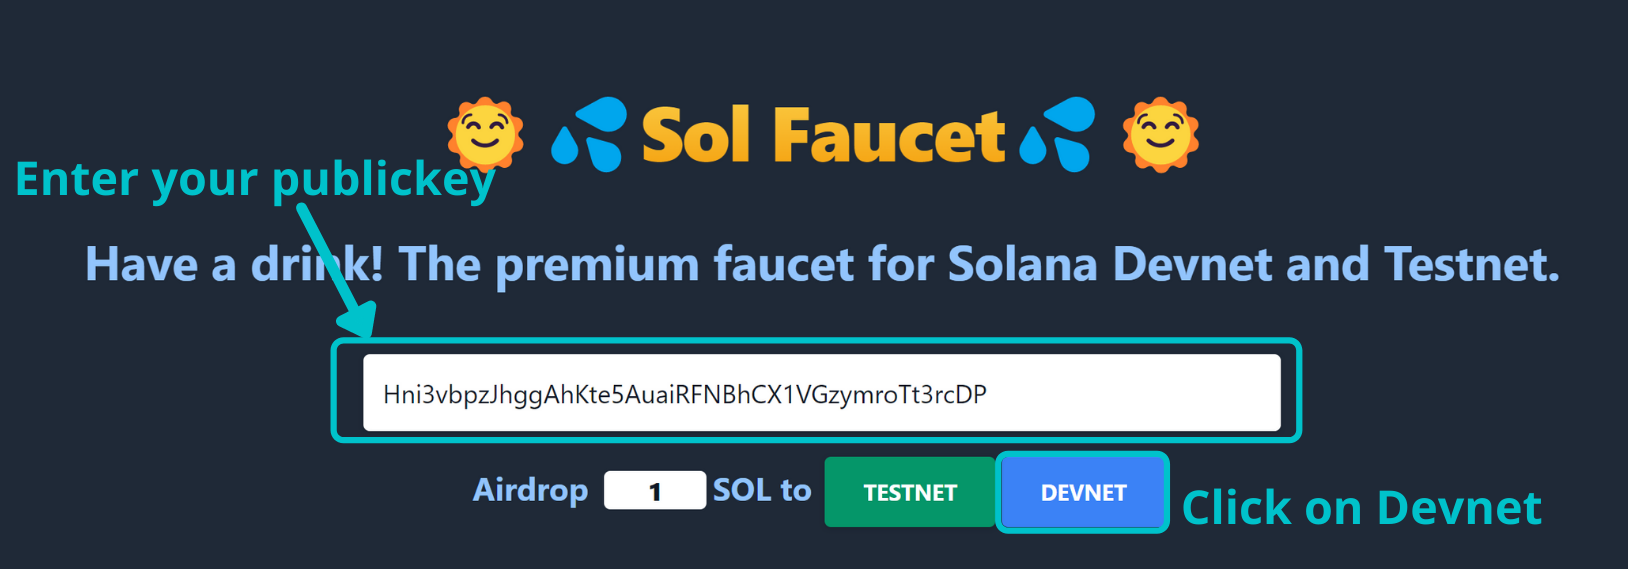 Sol Faucet
Enter your publickey
Have a drink! The premium faucet for Solana Devnet and Testnet.
Hni3vbpzJhggAhKte5AuaiRFNBhCX1VGzymroTt3rcDP
Airdrop 1 SOL to TESTNET DEVNET
Click on Devnet